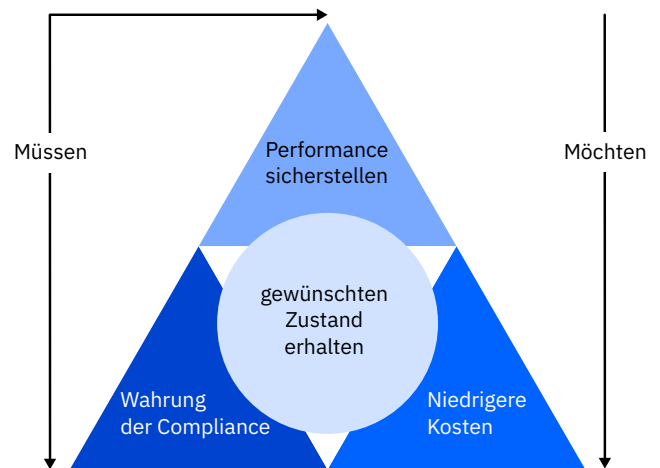 Müssen
Performance
sicherstellen
Möchten
gewünschten
Zustand
erhalten
Wahrung
der Compliance
Niedrigere
Kosten